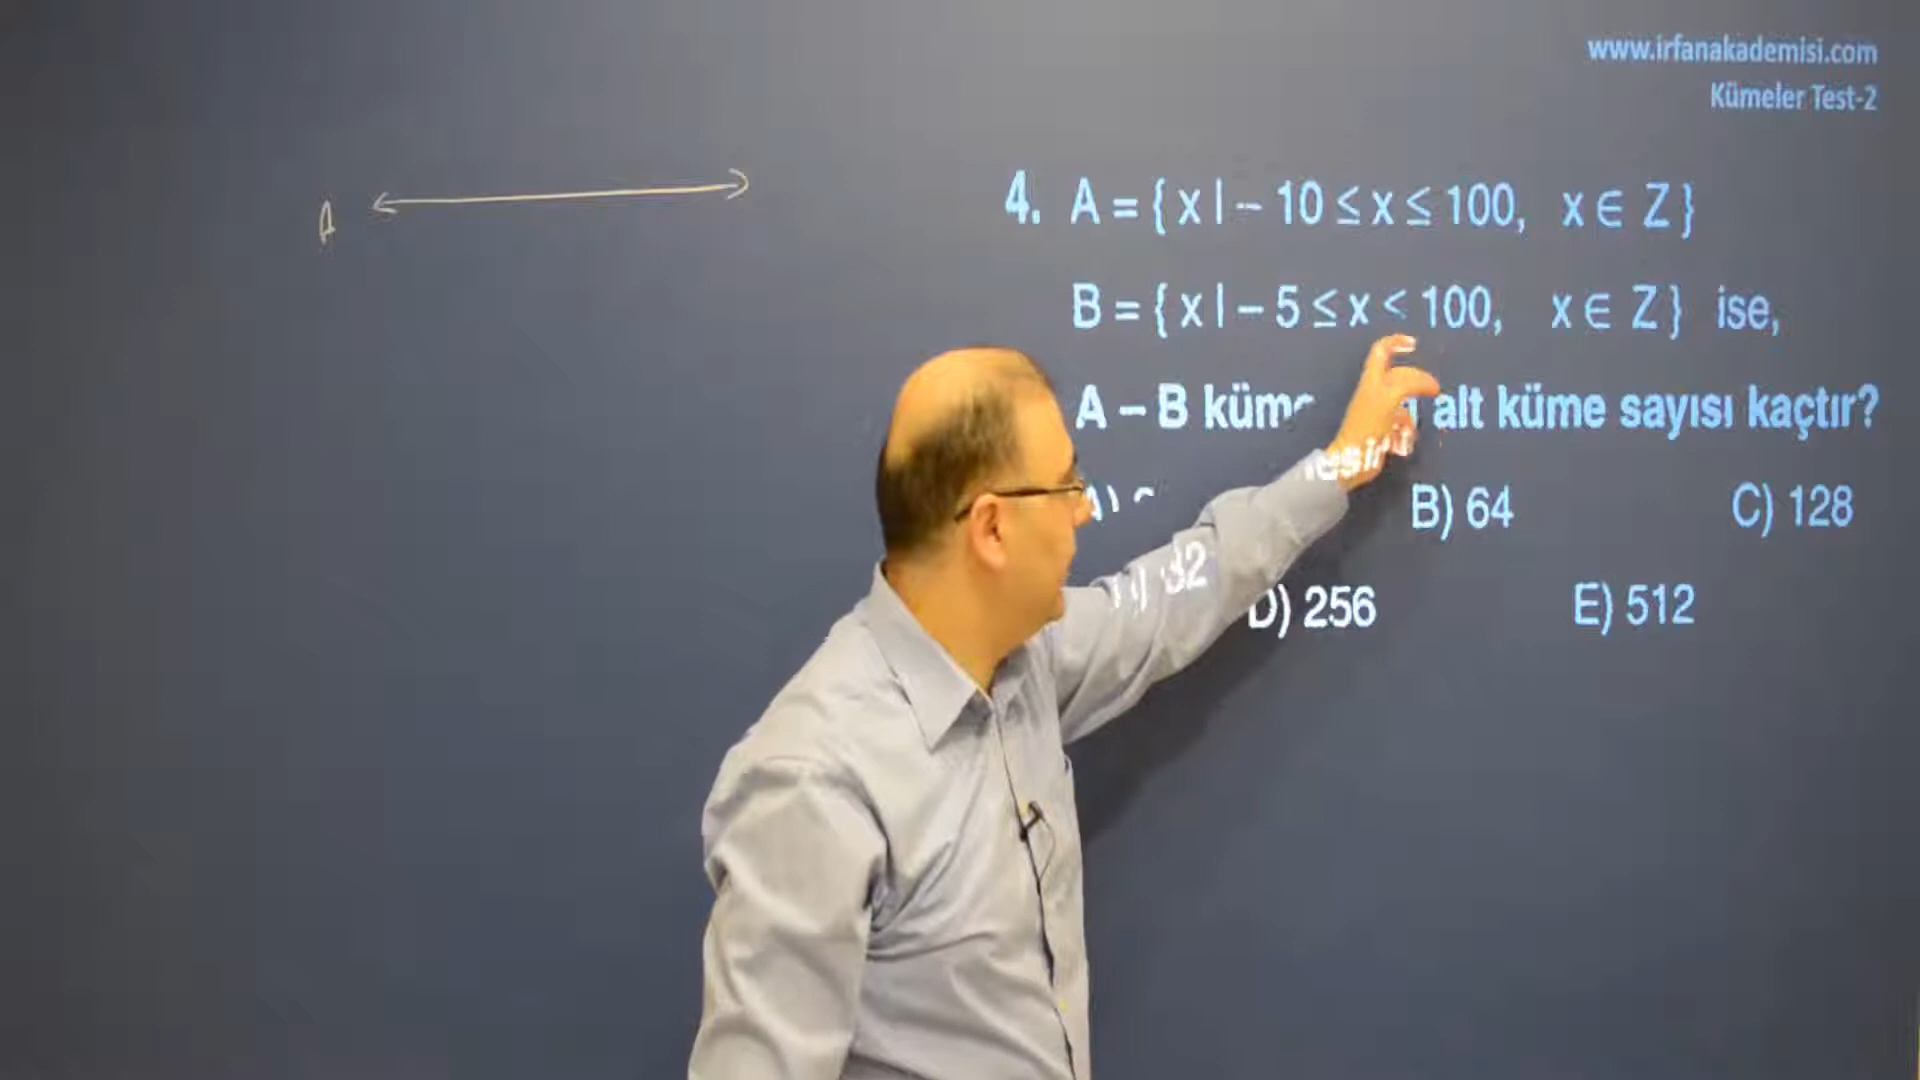 www.irfanakademisi.com
Kümeler Test-2
A
4. A = { x | – 10 ≤ x ≤ 100, x ∈ Z }
B = { x | – 5 ≤ x < 100, x ∈ Z } ise,
A – B alt küme sayısı kaçtır?
B) 64 C) 128
D) 256 E) 512